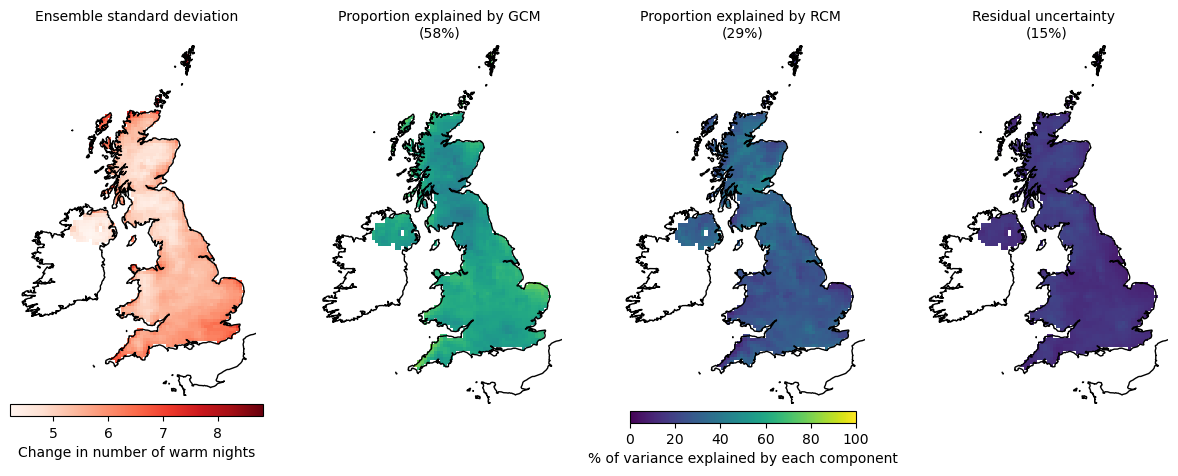 Ensemble standard deviation
Proportion explained by GCM
(58%)
Proportion explained by RCM
(29%)
Residual uncertainty
(15%)
5 6 7 8
Change in number of warm nights
0 20 40 60 80 100
% of variance explained by each component